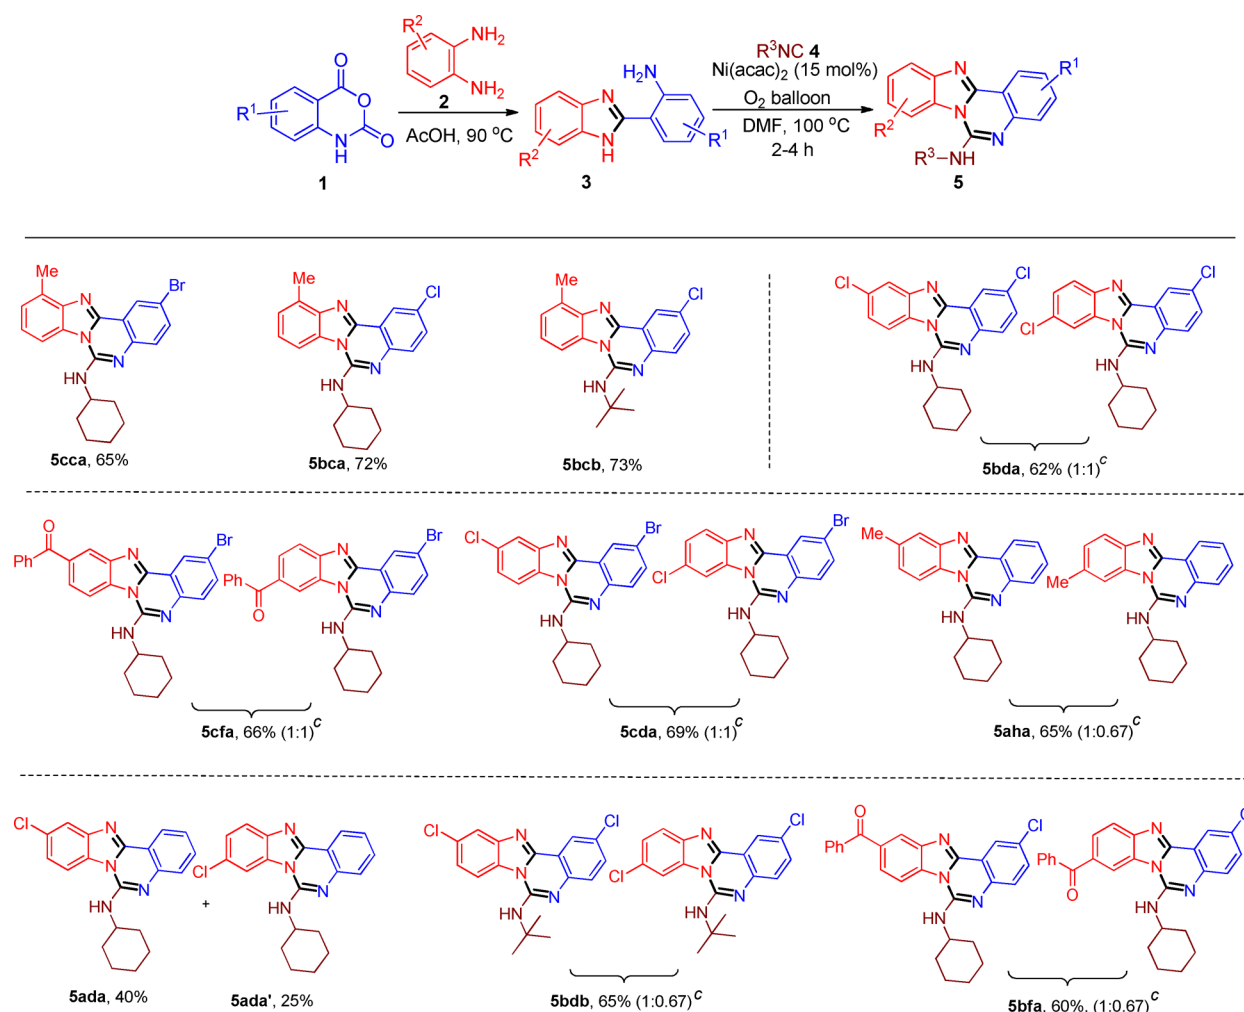 R² NH₂ NH₂ 2
R¹ O O O N H 1
AcOH, 90 °C
H₂N N N H R² R¹ 3
R³NC 4
Ni(acac)₂ (15 mol%)
O₂ balloon
DMF, 100 °C
2-4 h
N N N R¹ R² R³–NH 5
Me N Br N N HN
5cca, 65%
Me N Cl N N HN
5bca, 72%
Me N Cl N N HN
5bcb, 73%
Cl N Cl N N HN
N Cl Cl N N HN
5bda, 62% (1:1)ᶜ
O Ph N Br N N HN
N Br Ph O N N HN
5cfa, 66% (1:1)ᶜ
Cl N Br N N HN
N Br Cl N N HN
5cda, 69% (1:1)ᶜ
Me N N N HN
N Me N N HN
5aha, 65% (1:0.67)ᶜ
Cl N N N HN
5ada, 40%
+
N Cl N N HN
5ada', 25%
Cl N Cl N N HN
N Cl Cl N N HN
5bdb, 65% (1:0.67)ᶜ
O Ph N Cl N N HN
N Ph O N N HN
5bfa, 60%, (1:0.67)ᶜ